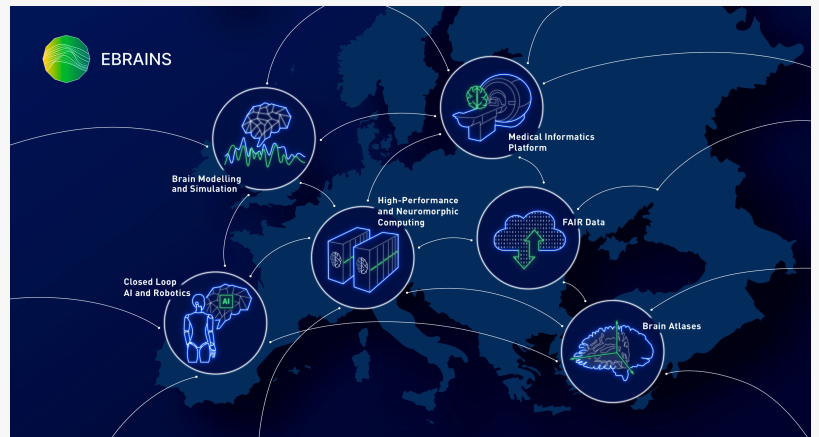 EBRAINS
Medical Informatics
Platform
Brain Modelling
and Simulation
High-Performance
and Neuromorphic
Computing
FAIR Data
Closed Loop
AI and Robotics
AI
Brain Atlases